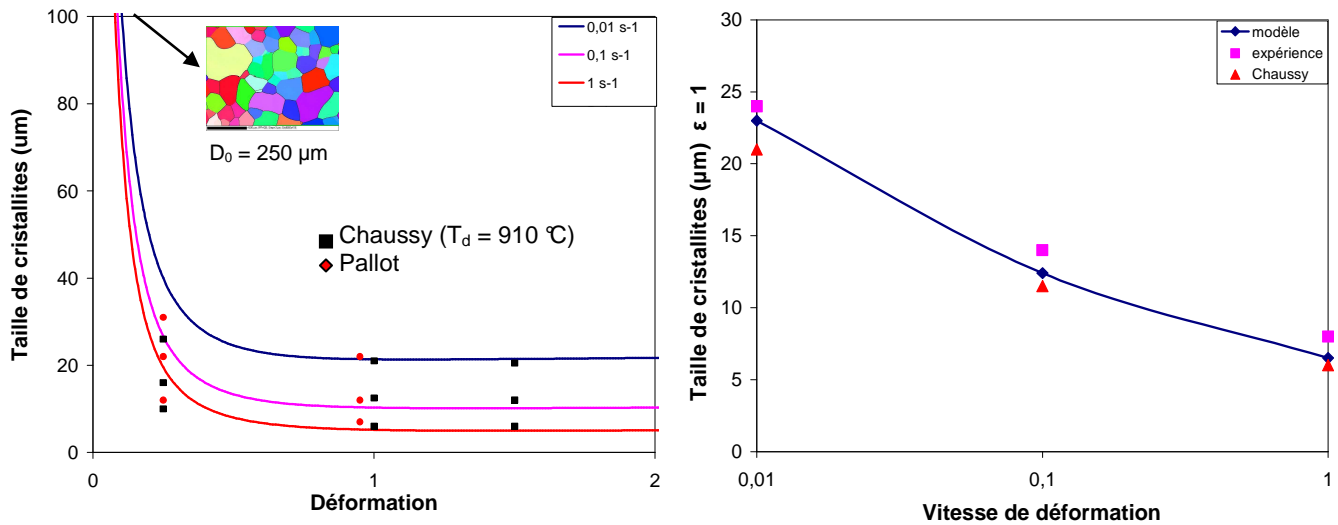 Taille de cristallites (um)
100
80
60
40
20
0
0
1
2
Déformation
0,01 s-1
0,1 s-1
1 s-1
D₀ = 250 µm
Chaussy (T_d = 910 °C)
Pallot
Taille de cristallites (µm) ε = 1
30
25
20
15
10
5
0
0,01
0,1
1
Vitesse de déformation
modèle
expérience
Chaussy